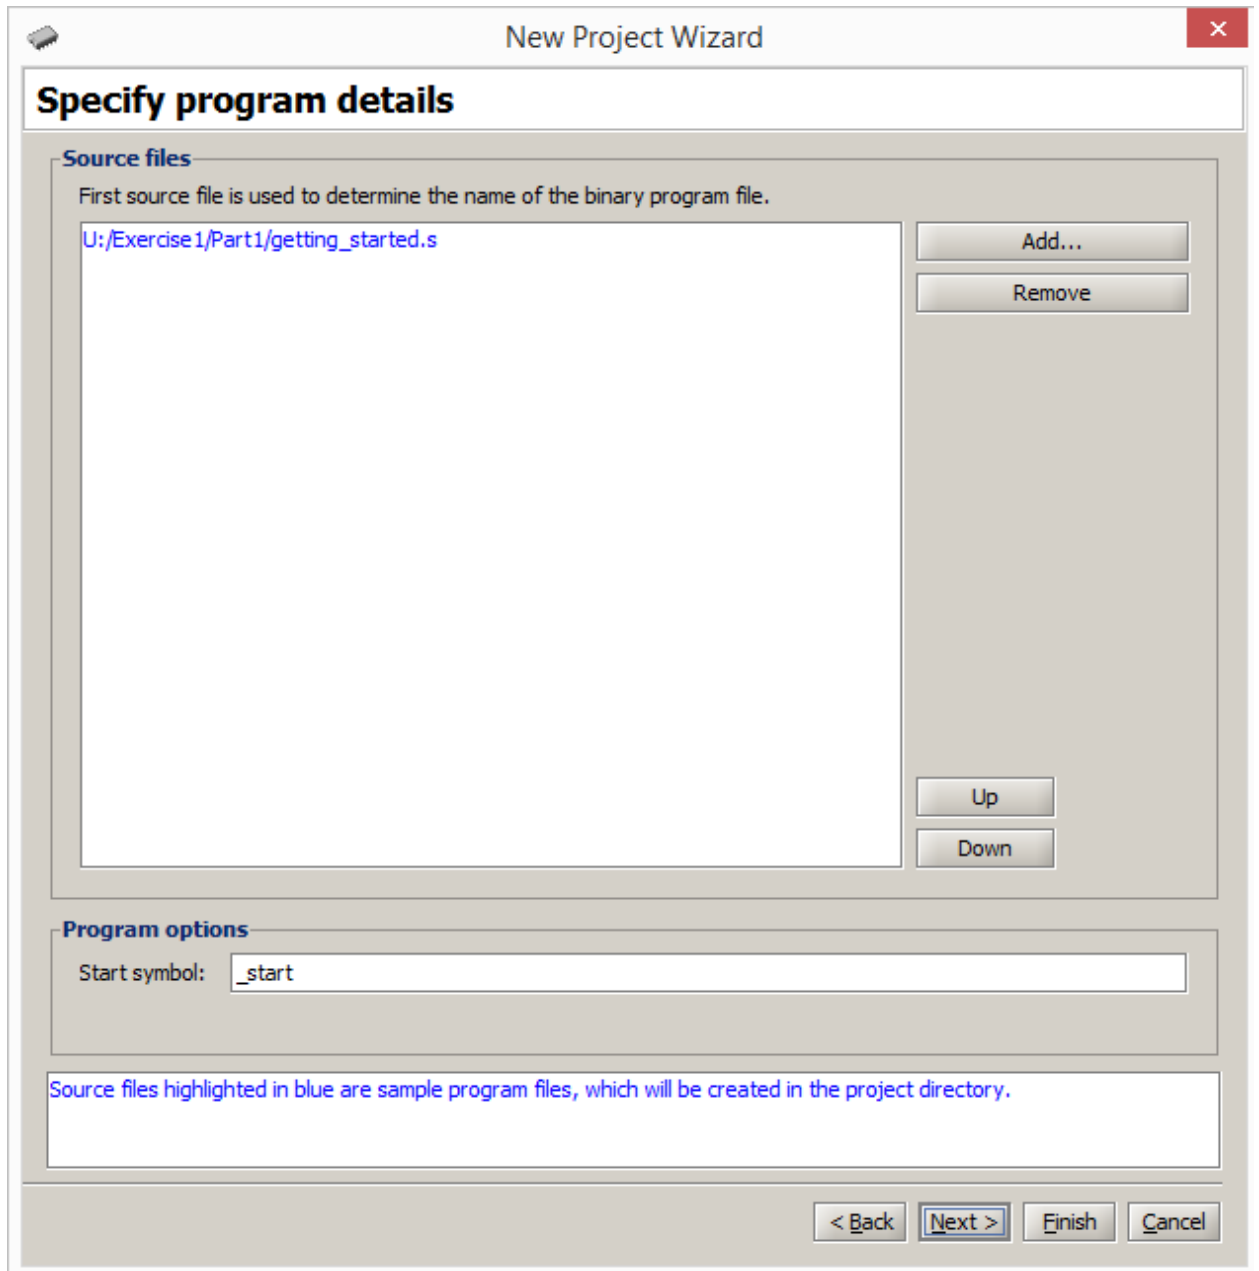 New Project Wizard
Specify program details
Source files
First source file is used to determine the name of the binary program file.
U:/Exercise1/Part1/getting_started.s
Add...
Remove
Up
Down
Program options
Start symbol: _start
Source files highlighted in blue are sample program files, which will be created in the project directory.
< Back Next > Finish Cancel